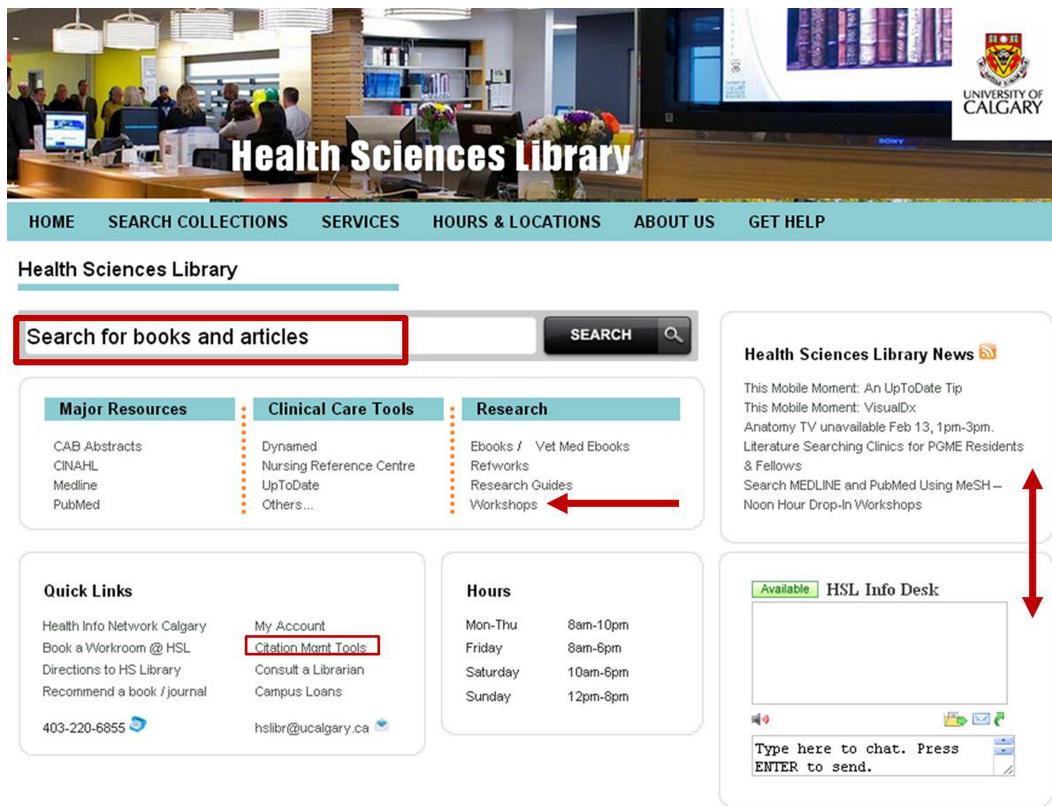 UNIVERSITY OF
CALGARY
SONY
Health Sciences Library
HOME SEARCH COLLECTIONS SERVICES HOURS & LOCATIONS ABOUT US GET HELP
Health Sciences Library
Search for books and articles
SEARCH
Major Resources
CAB Abstracts
CINAHL
Medline
PubMed
Clinical Care Tools
Dynamed
Nursing Reference Centre
UpToDate
Others...
Research
Ebooks / Vet Med Ebooks
Refworks
Research Guides
Workshops
Health Sciences Library News
This Mobile Moment: An UpToDate Tip
This Mobile Moment: VisualDx
Anatomy TV unavailable Feb 13, 1pm-3pm.
Literature Searching Clinics for PGME Residents
& Fellows
Search MEDLINE and PubMed Using MeSH –
Noon Hour Drop-In Workshops
Quick Links
Health Info Network Calgary
Book a Workroom @ HSL
Directions to HS Library
Recommend a book / journal
403-220-6855
My Account
Citation Mgmt Tools
Consult a Librarian
Campus Loans
hslibr@ucalgary.ca
Hours
Mon-Thu 8am-10pm
Friday 8am-6pm
Saturday 10am-6pm
Sunday 12pm-8pm
Available HSL Info Desk
Type here to chat. Press
ENTER to send.